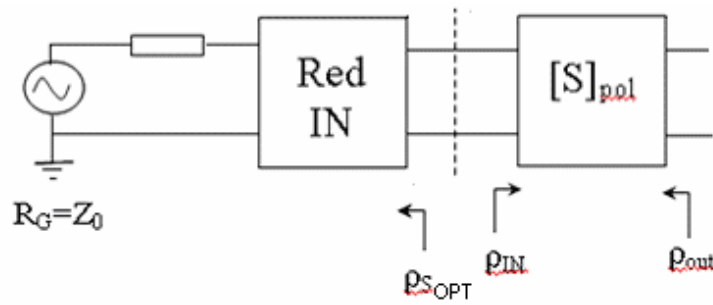 Red
IN
[S]pol
RG=Z0
ρSOPT
ρIN
ρout